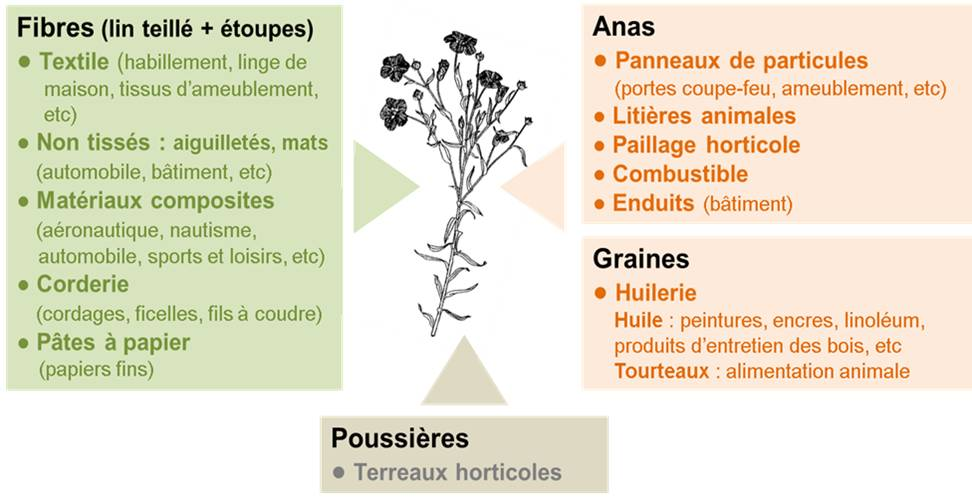 Fibres (lin teillé + étoupes)
● Textile (habillement, linge de
maison, tissus d'ameublement,
etc)
● Non tissés : aiguilletés, mats
(automobile, bâtiment, etc)
● Matériaux composites
(aéronautique, nautisme,
automobile, sports et loisirs, etc)
● Corderie
(cordages, ficelles, fils à coudre)
● Pâtes à papier
(papiers fins)
Anas
● Panneaux de particules
(portes coupe-feu, ameublement, etc)
● Litières animales
● Paillage horticole
● Combustible
● Enduits (bâtiment)
Graines
● Huilerie
Huile : peintures, encres, linoléum,
produits d'entretien des bois, etc
Tourteaux : alimentation animale
Poussières
● Terreaux horticoles